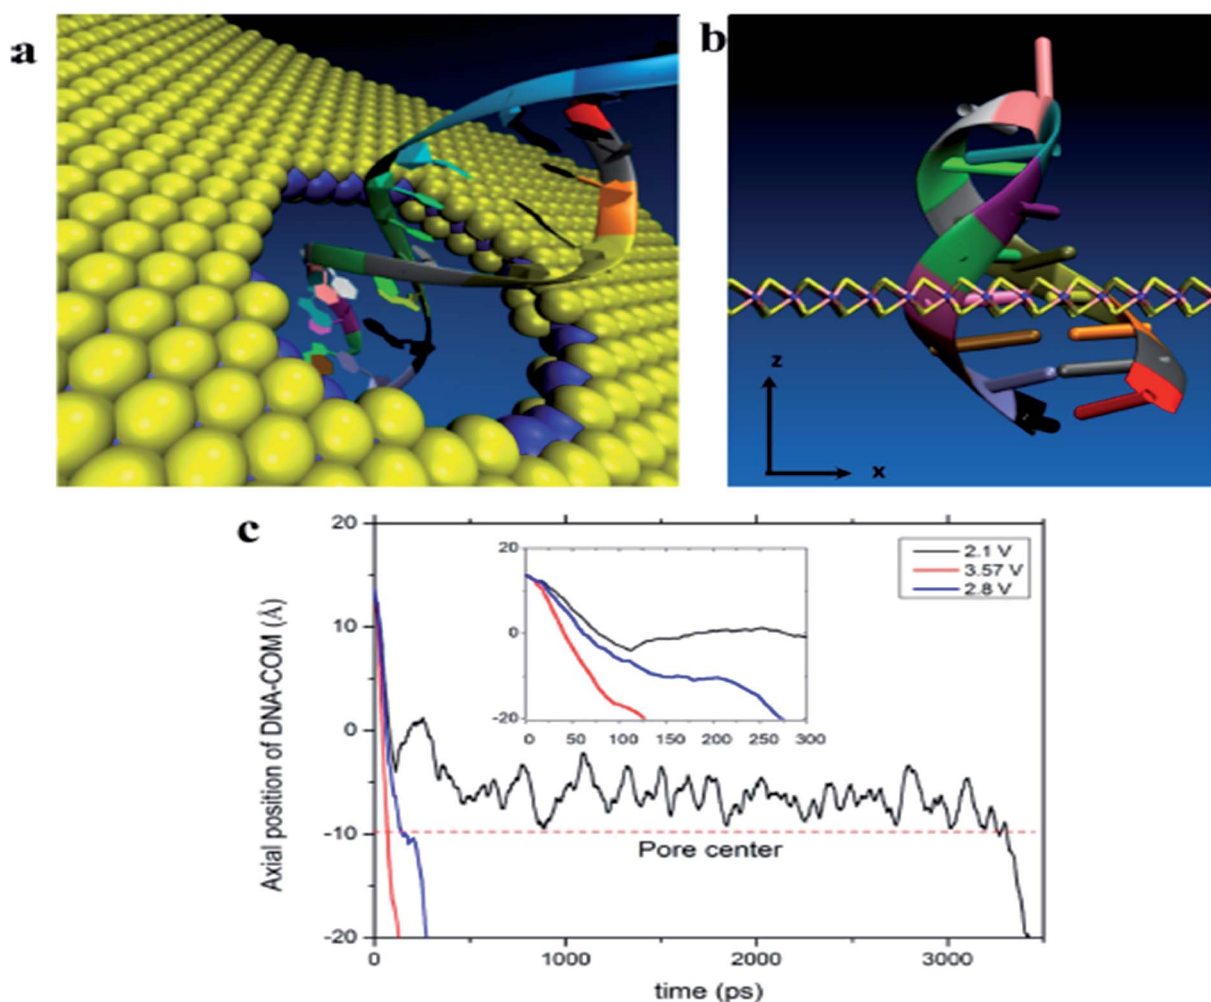 a
b
z
x
c
Axial position of DNA-COM (Å)
20
10
0
-10
-20
20
0
-20
0 50 100 150 200 250 300
2.1 V
3.57 V
2.8 V
Pore center
0 1000 2000 3000
time (ps)